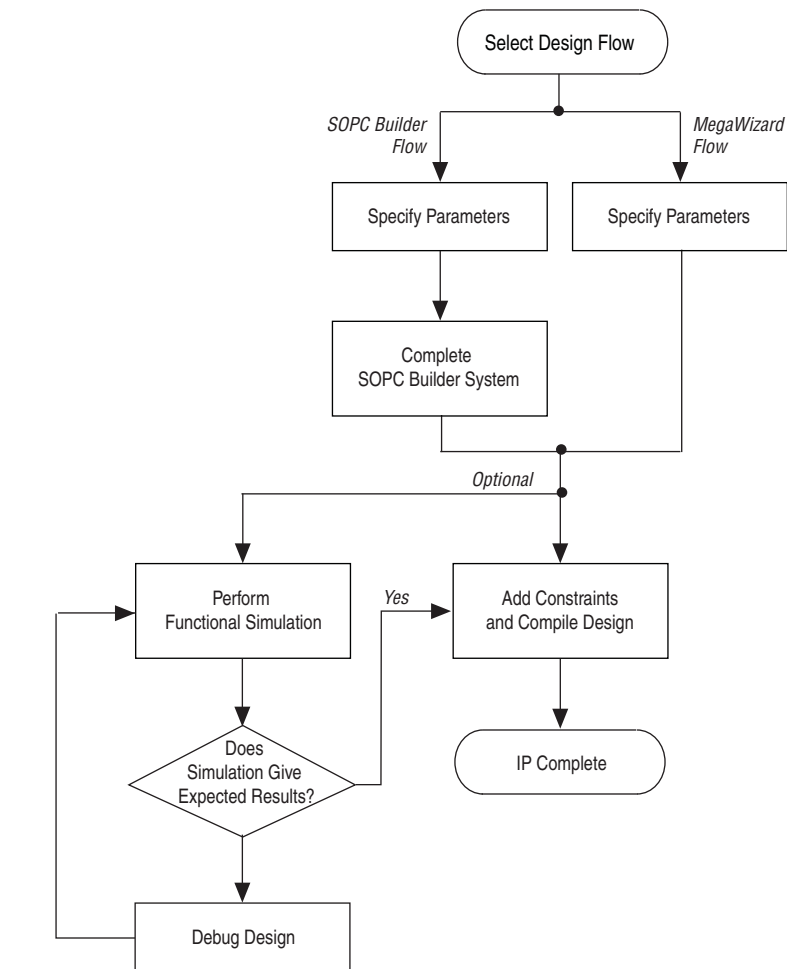 Select Design Flow
SOPC Builder
Flow
MegaWizard
Flow
Specify Parameters
Specify Parameters
Complete
SOPC Builder System
Optional
Perform
Functional Simulation
Yes
Add Constraints
and Compile Design
Does
Simulation Give
Expected Results?
IP Complete
Debug Design